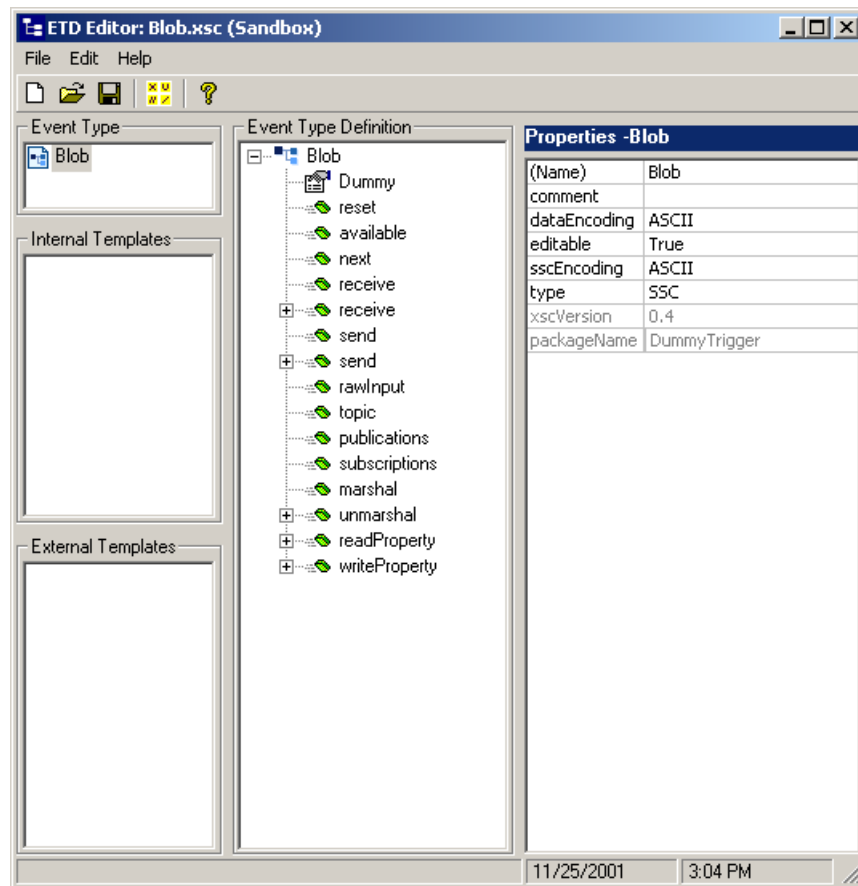 ETD Editor: Blob.xsc (Sandbox)
File Edit Help
Event Type
Blob
Internal Templates
External Templates
Event Type Definition
Blob
Dummy
reset
available
next
receive
receive
send
send
rawInput
topic
publications
subscriptions
marshal
unmarshal
readProperty
writeProperty
Properties -Blob
(Name) Blob
comment
dataEncoding ASCII
editable True
sscEncoding ASCII
type SSC
xscVersion 0.4
packageName DummyTrigger
11/25/2001 3:04 PM